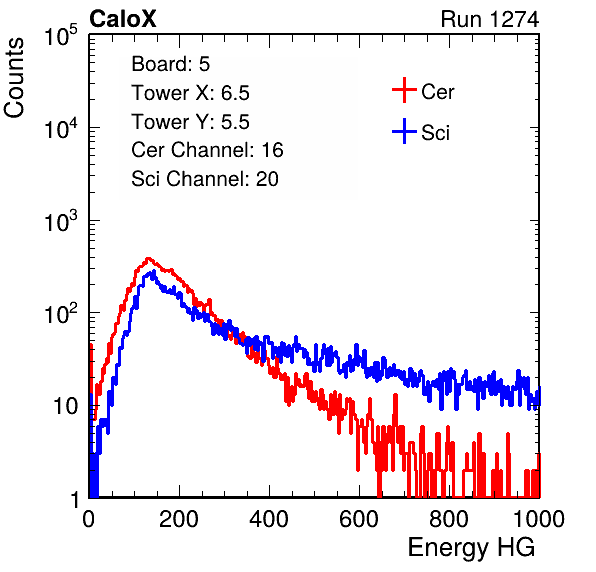 CaloX Run 1274
Counts
10^5
10^4
10^3
10^2
10
1
Board: 5
Tower X: 6.5
Tower Y: 5.5
Cer Channel: 16
Sci Channel: 20
Cer
Sci
0 200 400 600 800 1000
Energy HG